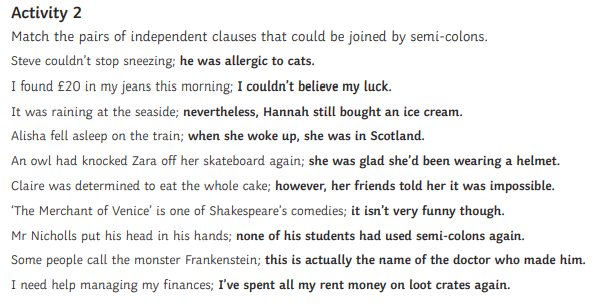 Activity 2
Match the pairs of independent clauses that could be joined by semi-colons.
Steve couldn't stop sneezing; he was allergic to cats.
I found £20 in my jeans this morning; I couldn't believe my luck.
It was raining at the seaside; nevertheless, Hannah still bought an ice cream.
Alisha fell asleep on the train; when she woke up, she was in Scotland.
An owl had knocked Zara off her skateboard again; she was glad she'd been wearing a helmet.
Claire was determined to eat the whole cake; however, her friends told her it was impossible.
'The Merchant of Venice' is one of Shakespeare's comedies; it isn't very funny though.
Mr Nicholls put his head in his hands; none of his students had used semi-colons again.
Some people call the monster Frankenstein; this is actually the name of the doctor who made him.
I need help managing my finances; I've spent all my rent money on loot crates again.